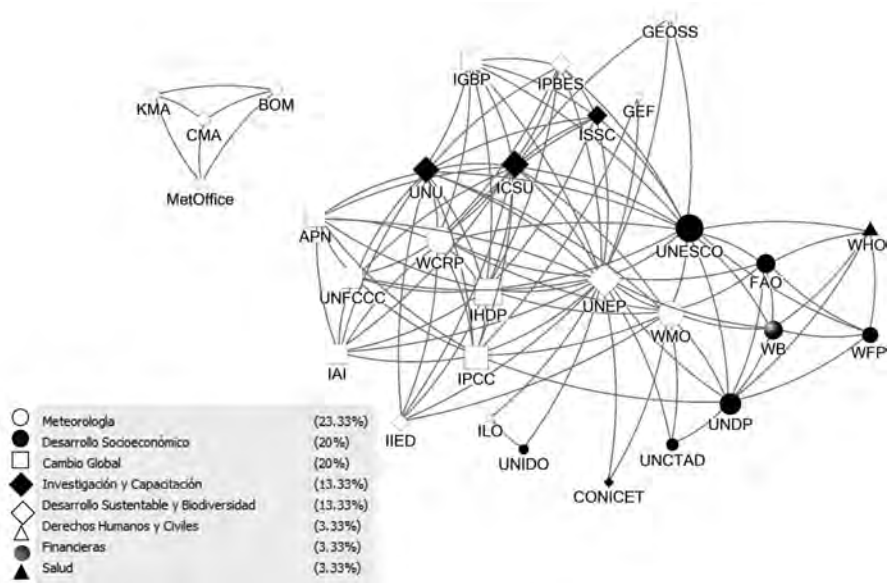 GEOSS
IGBP
IPBES
KMA
BOM
GEF
CMA
ISSC
UNU
ICSU
MetOffice
APN
WCRP
UNESCO
WHO
UNFCCC
IHDP
UNEP
FAO
WMO
WB
WFP
IAI
IPCC
UNDP
IIED
ILO
UNIDO
UNCTAD
CONICET
Meteorología (23.33%)
Desarrollo Socioeconómico (20%)
Cambio Global (20%)
Investigación y Capacitación (13.33%)
Desarrollo Sustentable y Biodiversidad (13.33%)
Derechos Humanos y Civiles (3.33%)
Financieras (3.33%)
Salud (3.33%)